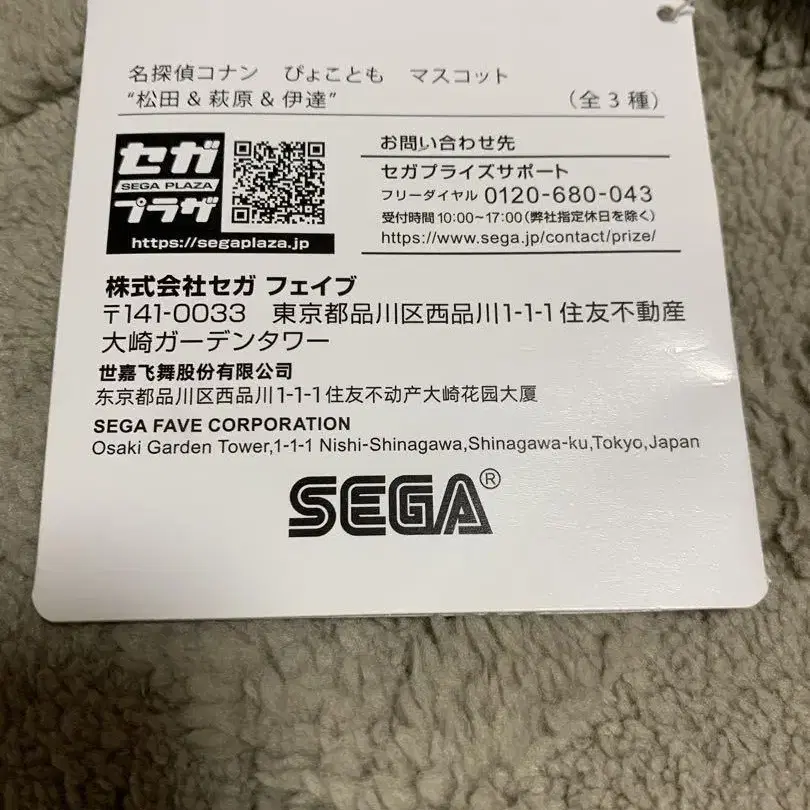 名探偵コナン ぴょことも マスコット
“松田&萩原&伊達” (全3種)
セガ
SEGA PLAZA
プラザ
https://segaplaza.jp
お問い合わせ先
セガプライズサポート
フリーダイヤル 0120-680-043
受付時間 10:00~17:00(弊社指定休日を除く)
https://www.sega.jp/contact/prize/
株式会社セガ フェイブ
〒141-0033 東京都品川区西品川1-1-1住友不動産
大崎ガーデンタワー
世嘉飞舞股份有限公司
东京都品川区西品川1-1-1住友不动产大崎花园大厦
SEGA FAVE CORPORATION
Osaki Garden Tower,1-1-1 Nishi-Shinagawa,Shinagawa-ku,Tokyo,Japan
SEGA®